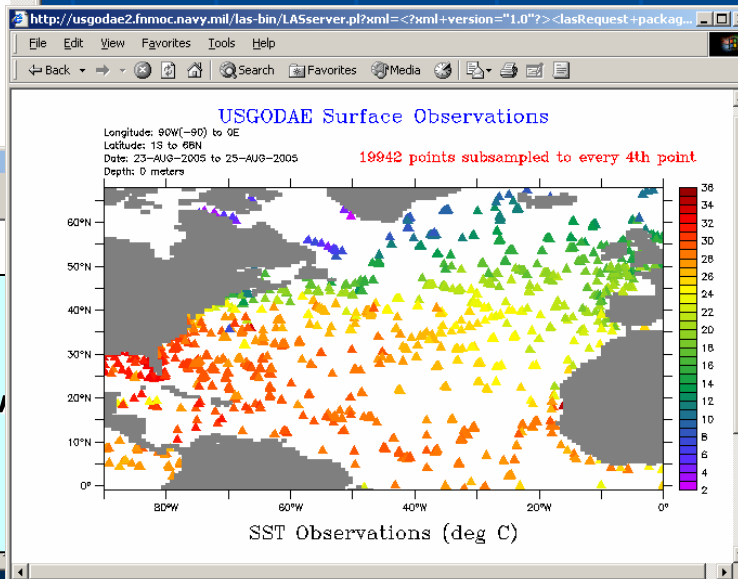 http://usgodae2.fnmoc.navy.mil/las-bin/LASserver.pl?xml=<?xml+version="1.0"?><lasRequest+packag...
File Edit View Favorites Tools Help
Back Search Favorites Media
USGODAE Surface Observations
Longitude: 90W(-90) to 0E
Latitude: 1S to 68N
Date: 23-AUG-2005 to 25-AUG-2005
Depth: 0 meters
19942 points subsampled to every 4th point
60°N
50°N
40°N
30°N
20°N
10°N
0°
80°W 60°W 40°W 20°W 0°
36
34
32
30
28
26
24
22
20
18
16
14
12
10
8
6
4
2
SST Observations (deg C)